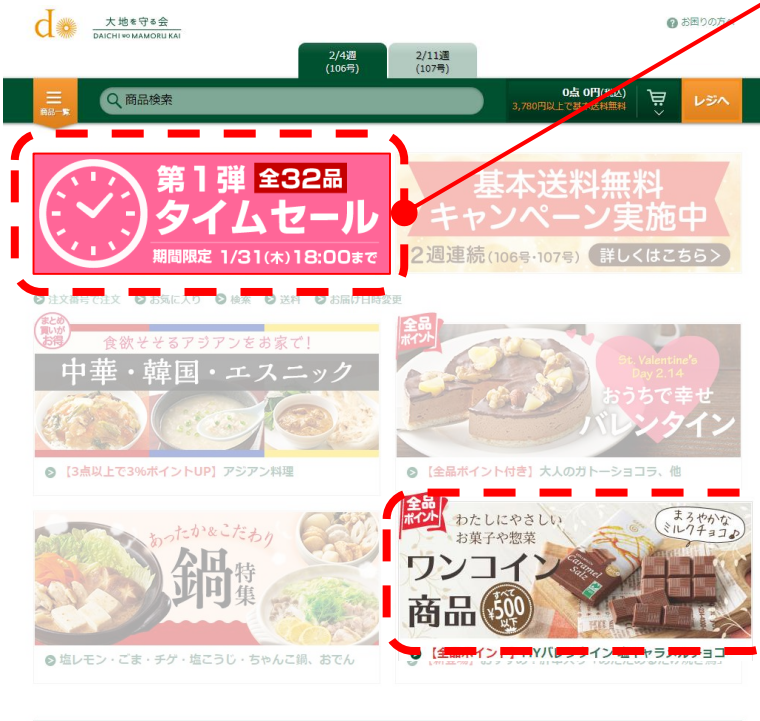 do
大地を守る会
DAICHI WO MAMORU KAI
お困りの方へ
2/4週
(106号)
2/11週
(107号)
商品一覧
商品検索
0点 0円(税込)
3,780円以上で基本送料無料
レジへ
第1弾 全32品
タイムセール
期間限定 1/31(木)18:00まで
基本送料無料
キャンペーン実施中
2週連続(106号・107号) 詳しくはこちら>
注文番号で注文 お気に入り 検索 送料 お届け日時変更
まとめ
買いが
お得
食欲そそるアジアンをお家で!
中華・韓国・エスニック
【3点以上で3%ポイントUP】アジアン料理
全品
ポイント
St. Valentine's
Day 2.14
おうちで幸せ
バレンタイン
【全品ポイント付き】大人のガトーショコラ、他
あったか&こだわり
鍋特集
塩レモン・ごま・チゲ・塩こうじ・ちゃんこ鍋、おでん
全品
ポイント
わたしにやさしい
お菓子や惣菜
ワンコイン
商品
すべて
¥500
以下
まろやかな
ミルクチョコ♪
Caramel
Salz